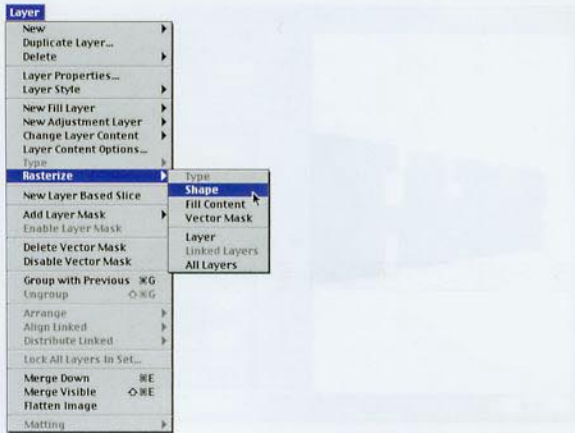 Layer
New
Duplicate Layer...
Delete
Layer Properties...
Layer Style
New Fill Layer
New Adjustment Layer
Change Layer Content
Layer Content Options...
Type
Rasterize
New Layer Based Slice
Add Layer Mask
Enable Layer Mask
Delete Vector Mask
Disable Vector Mask
Group with Previous ⌘G
Ungroup ⇧⌘G
Arrange
Align Linked
Distribute Linked
Lock All Layers In Set...
Merge Down ⌘E
Merge Visible ⇧⌘E
Flatten Image
Matting
Type
Shape
Fill Content
Vector Mask
Layer
Linked Layers
All Layers